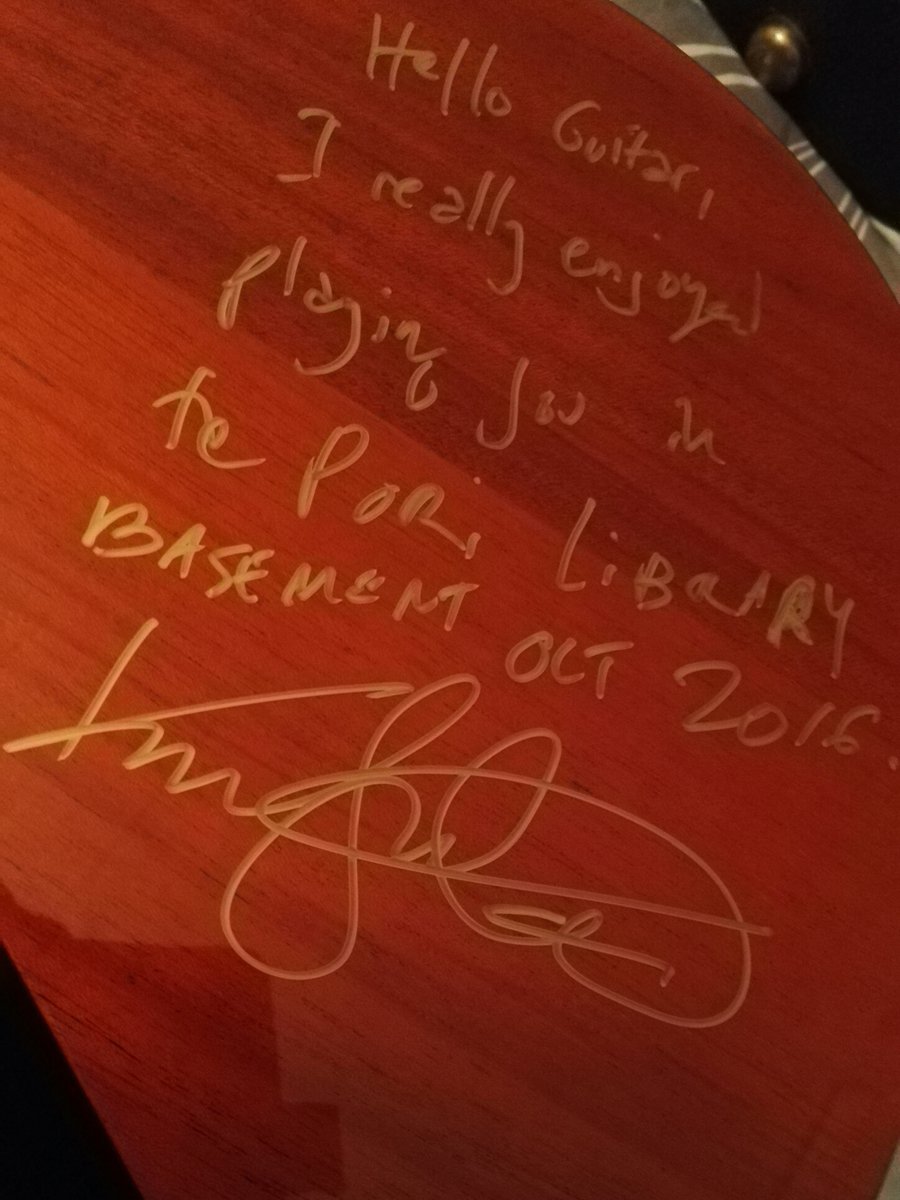 Hello Guitar,
I really enjoyed
playing you in
the PORi LiBRARY
BASEMENT OCT 2016.